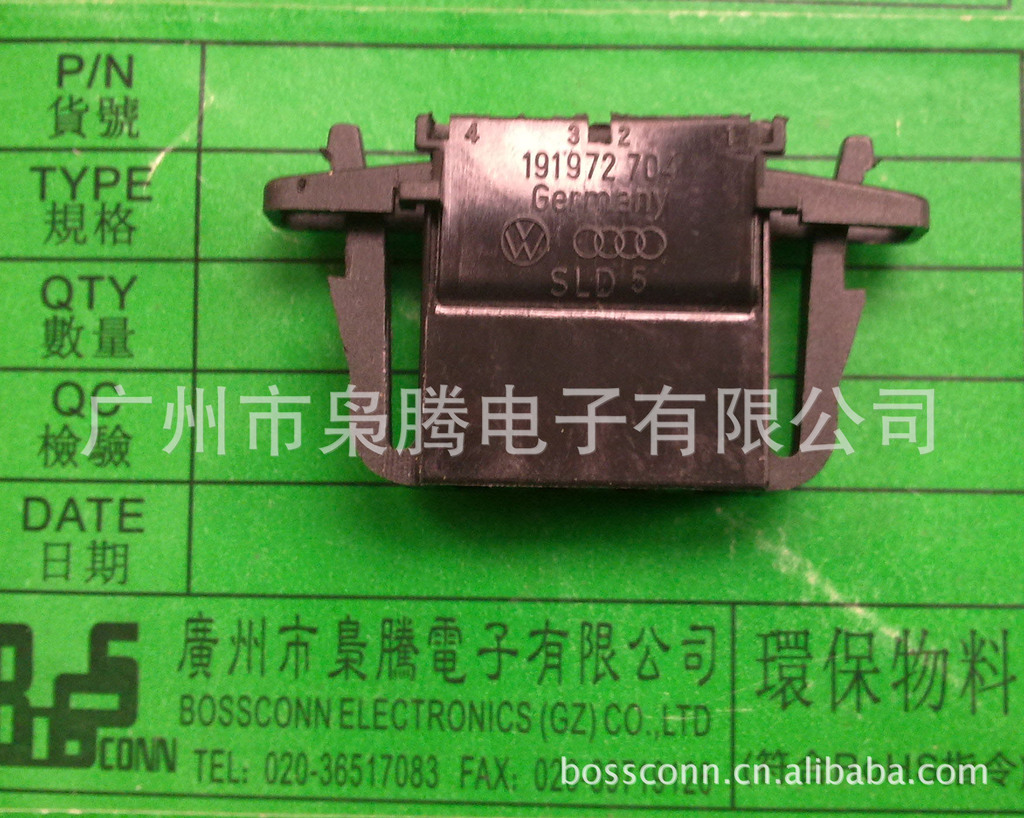 P/N
貨號
TYPE
規格
QTY
數量
QC
檢驗
DATE
日期
4 3 2 1
191972 704
Germany
SLD 5
广州市枭腾电子有限公司
廣州市梟騰電子有限公司
BOSSCONN ELECTRONICS (GZ) CO.,LTD
TEL: 020-36517083 FAX:
CONN
環保物料
bossconn.cn.alibaba.com